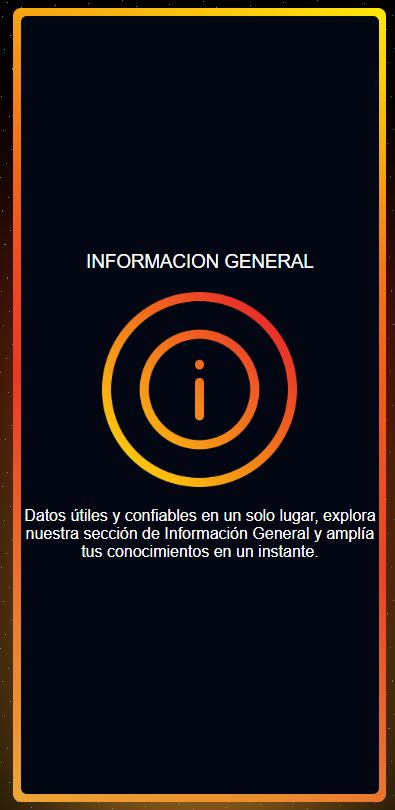 INFORMACION GENERAL
Datos útiles y confiables en un solo lugar, explora
nuestra sección de Información General y amplía
tus conocimientos en un instante.